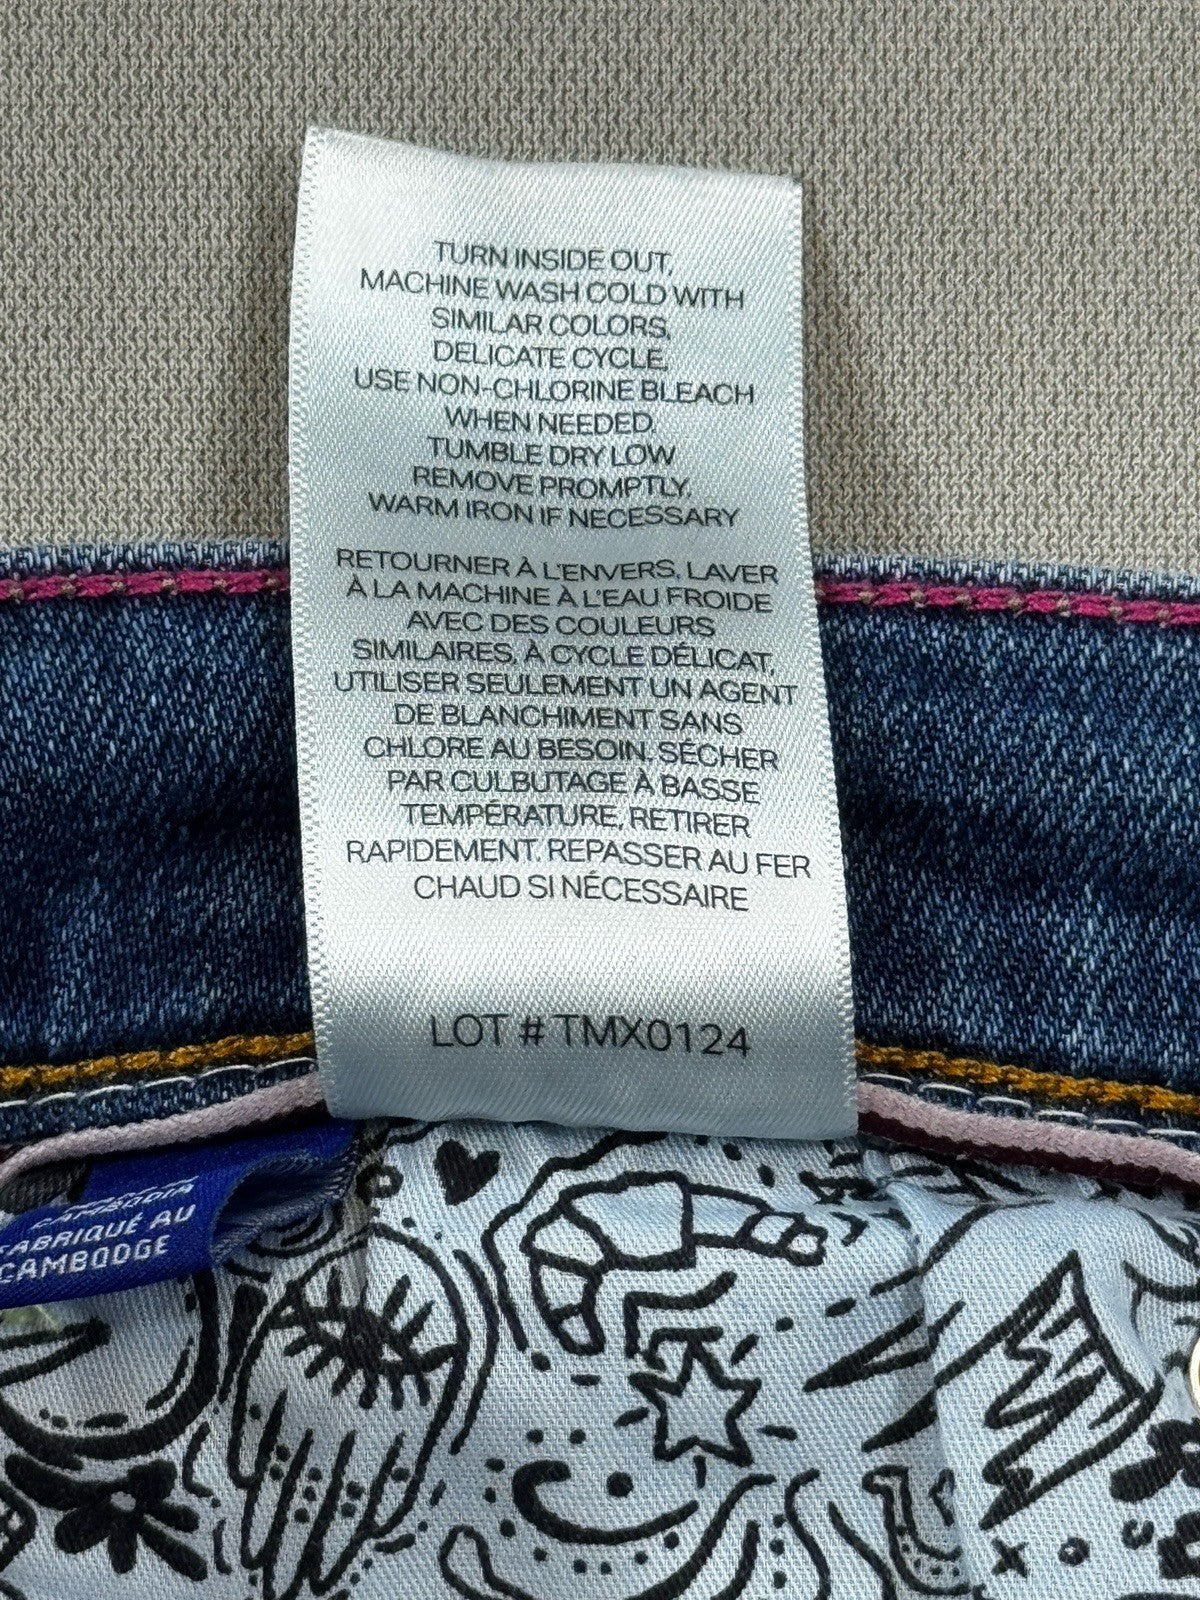 TURN INSIDE OUT,
MACHINE WASH COLD WITH
SIMILAR COLORS,
DELICATE CYCLE,
USE NON-CHLORINE BLEACH
WHEN NEEDED.
TUMBLE DRY LOW
REMOVE PROMPTLY.
WARM IRON IF NECESSARY
RETOURNER À L'ENVERS, LAVER
À LA MACHINE À L'EAU FROIDE
AVEC DES COULEURS
SIMILAIRES, À CYCLE DÉLICAT,
UTILISER SEULEMENT UN AGENT
DE BLANCHIMENT SANS
CHLORE AU BESOIN. SÉCHER
PAR CULBUTAGE À BASSE
TEMPÉRATURE, RETIRER
RAPIDEMENT. REPASSER AU FER
CHAUD SI NÉCESSAIRE
LOT # TMX0124
CAMBODIA
FABRIQUÉ AU
CAMBODGE